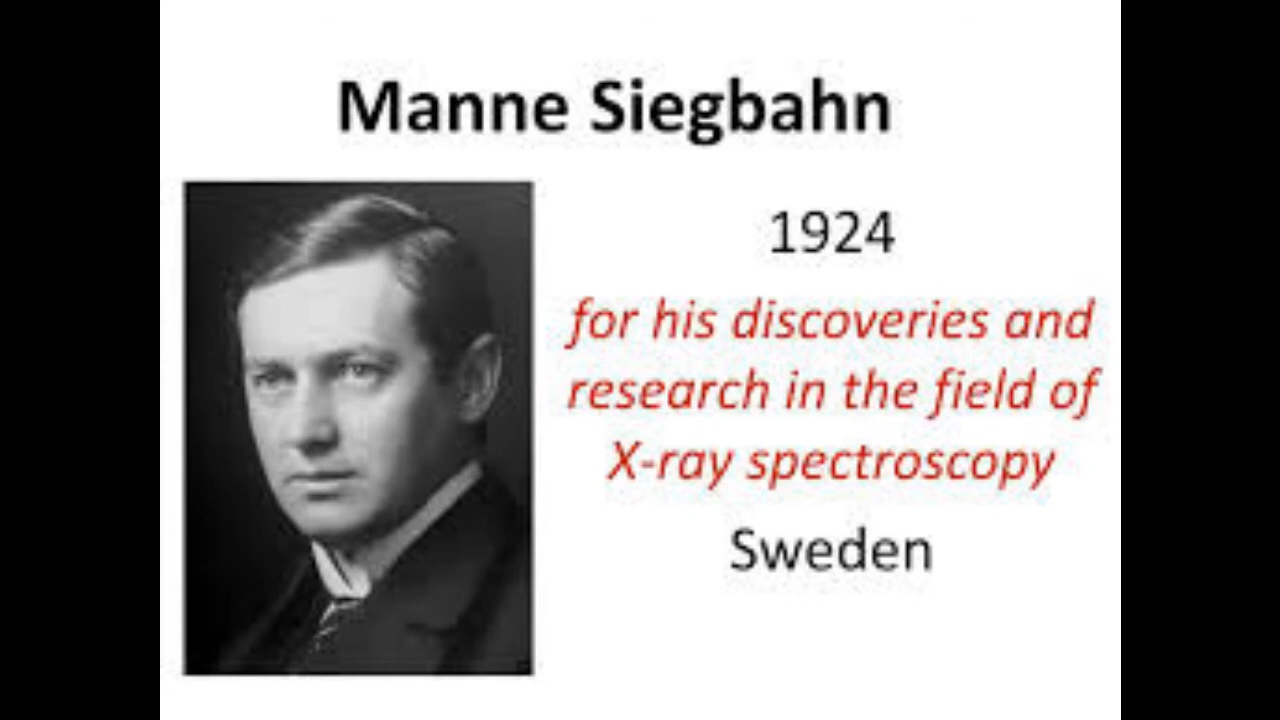 Manne Siegbahn
1924
for his discoveries and
research in the field of
X-ray spectroscopy
Sweden